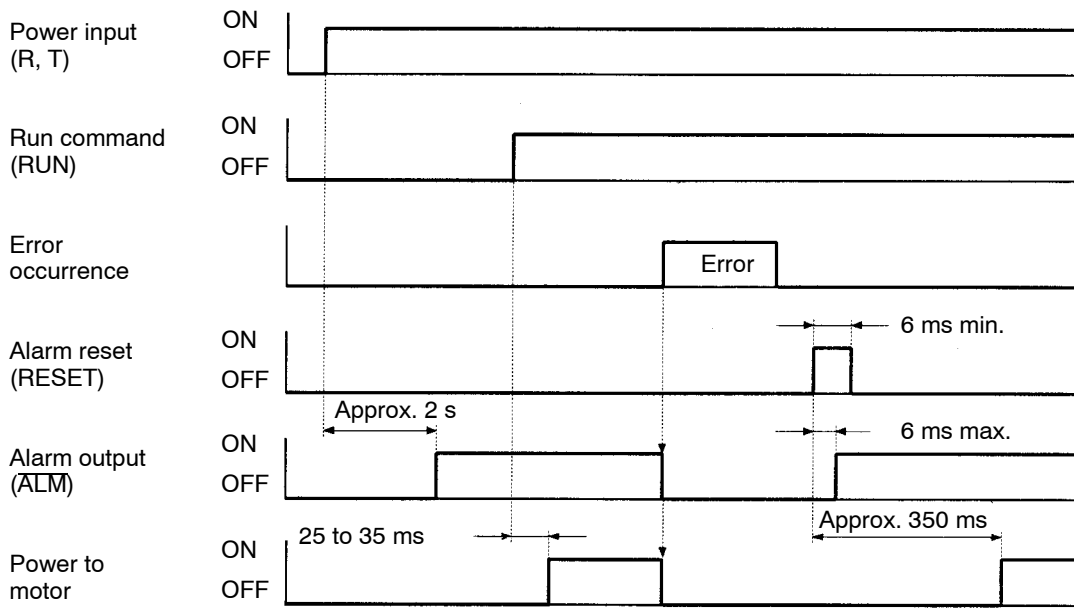 Power input
(R, T)
ON
OFF
Run command
(RUN)
ON
OFF
Error
occurrence
Error
Alarm reset
(RESET)
ON
OFF
6 ms min.
Approx. 2 s
Alarm output
(ALM)
ON
OFF
6 ms max.
Power to
motor
ON
OFF
25 to 35 ms
Approx. 350 ms